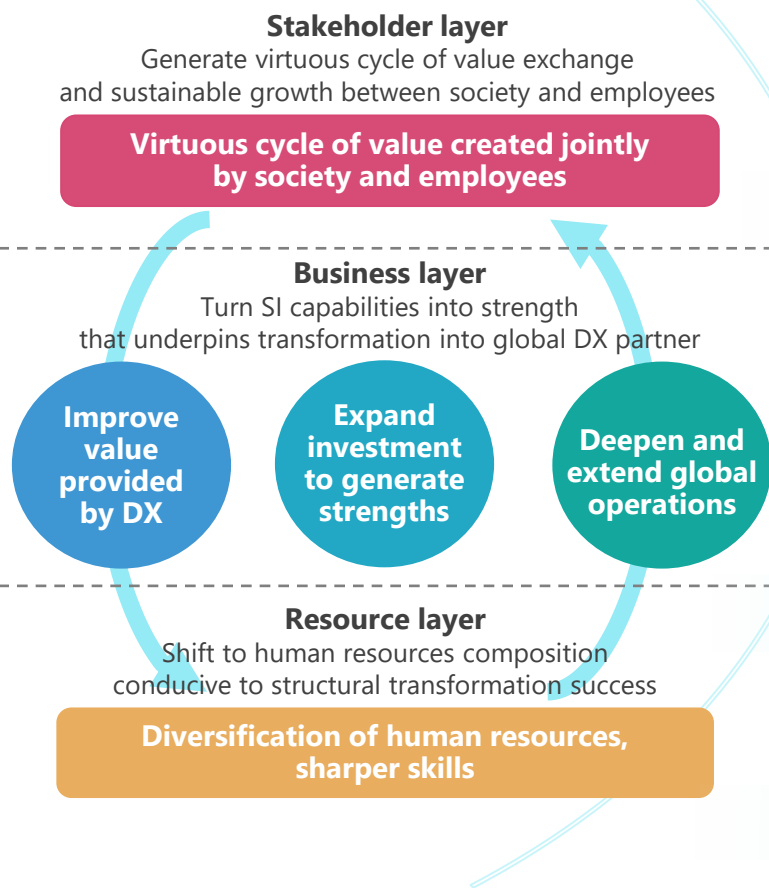 Stakeholder layer
Generate virtuous cycle of value exchange
and sustainable growth between society and employees
Virtuous cycle of value created jointly
by society and employees
Business layer
Turn SI capabilities into strength
that underpins transformation into global DX partner
Improve
value
provided
by DX
Expand
investment
to generate
strengths
Deepen and
extend global
operations
Resource layer
Shift to human resources composition
conducive to structural transformation success
Diversification of human resources,
sharper skills